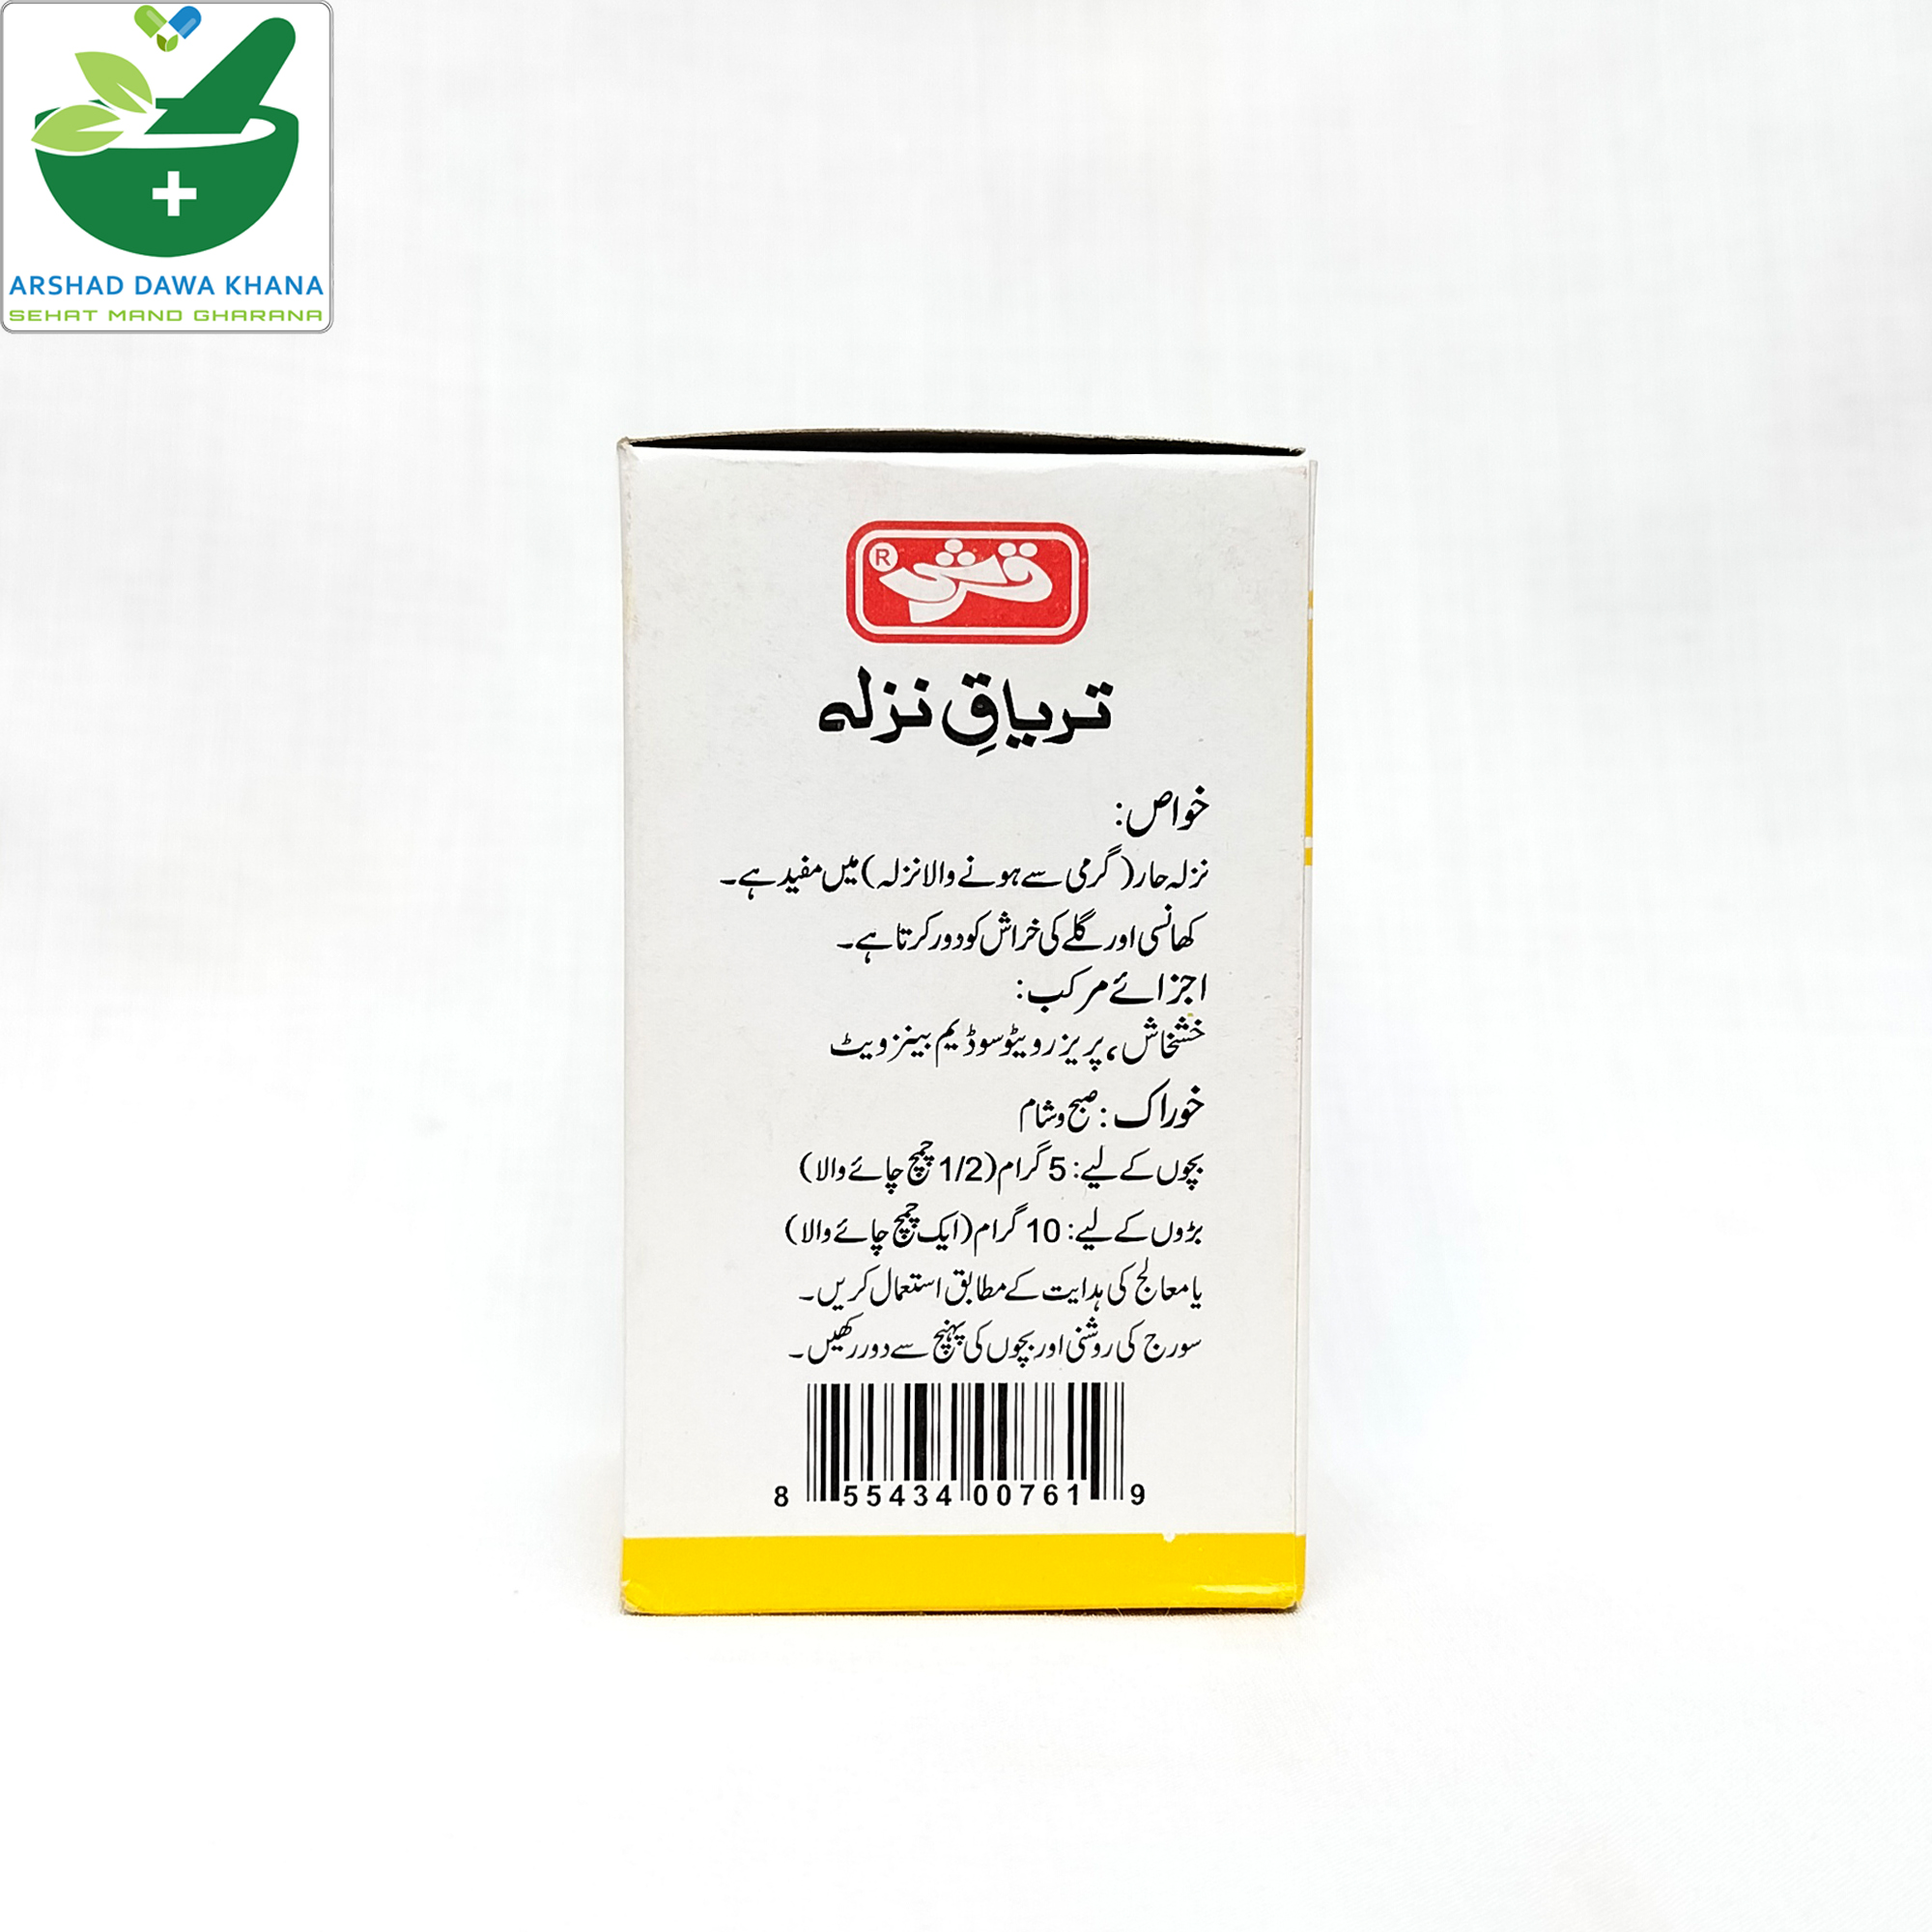 ARSHAD DAWA KHANA
SEHAT MAND GHARANA
قرشی ®
تریاقِ نزلہ
خواص:
نزلہ حار (گرمی سے ہونے والا نزلہ) میں مفید ہے۔
کھانسی اور گلے کی خراش کو دور کرتا ہے۔
اجزائے مرکب:
خشخاش، پریزرویٹو سوڈیم بینزویٹ
خوراک: صبح و شام
بچوں کے لیے: 5 گرام (1/2 چمچ چائے والا)
بڑوں کے لیے: 10 گرام (ایک چمچ چائے والا)
یا معالج کی ہدایت کے مطابق استعمال کریں۔
سورج کی روشنی اور بچوں کی پہنچ سے دور رکھیں۔
8 55434 00761 9